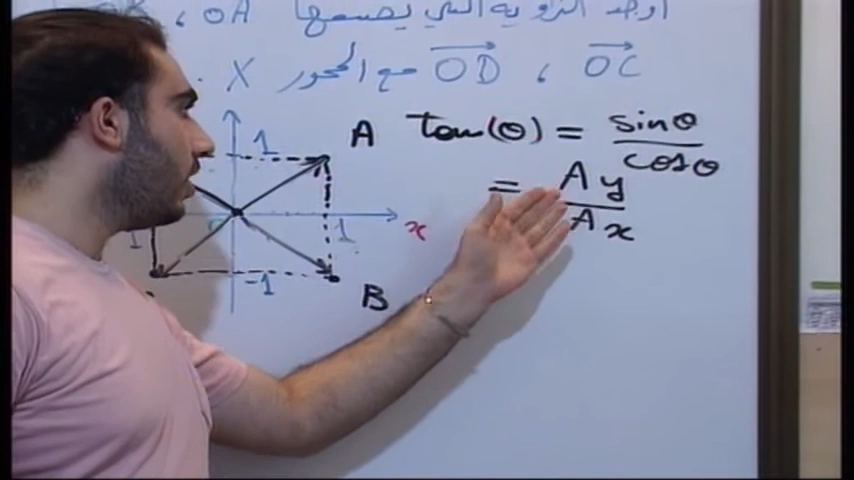 أوجد الزاوية التي يصنعها OA ،
OC ، OD مع المحور X .
1 A tan(θ) = sinθ / cosθ
= Ay / Ax
1 x
1 -1 B